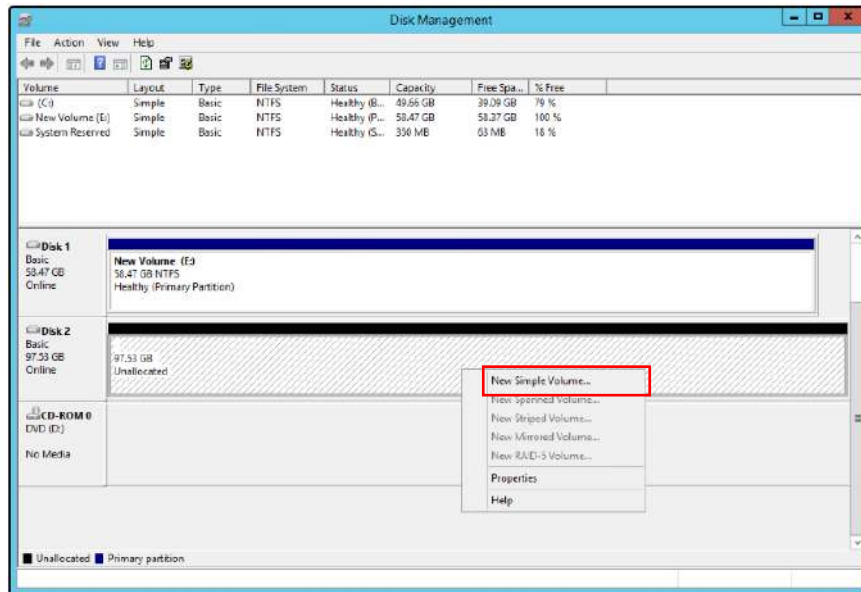 Disk Management
File Action View Help
Volume Layout Type File System Status Capacity Free Spa... % Free
(C:) Simple Basic NTFS Healthy (B... 49.66 GB 39.09 GB 79 %
New Volume (E:) Simple Basic NTFS Healthy (P... 58.47 GB 58.37 GB 100 %
System Reserved Simple Basic NTFS Healthy (S... 350 MB 63 MB 18 %
Disk 1
Basic
58.47 GB
Online
New Volume (E:)
58.47 GB NTFS
Healthy (Primary Partition)
Disk 2
Basic
97.53 GB
Online
97.53 GB
Unallocated
New Simple Volume...
New Spanned Volume...
New Striped Volume...
New Mirrored Volume...
New RAID-5 Volume...
Properties
Help
CD-ROM 0
DVD (D:)
No Media
Unallocated Primary partition